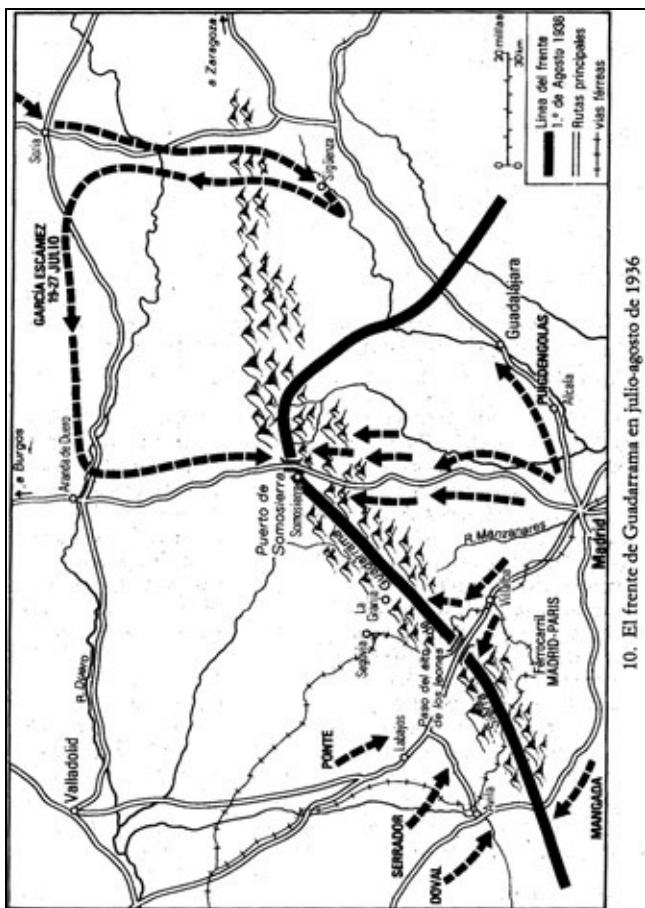 a Zaragoza
20 millas
30 km
Línea del frente
1.º de Agosto 1936
Rutas principales
vías férreas
Soria
Sigüenza
GARCÍA ESCÁMEZ
19-27 JULIO
a Burgos
Aranda de Duero
Puerto de
Somosierra
Somosierra
Guadalajara
PUIGDENGOLAS
Alcalá
R. Duero
Valladolid
La
Granja
Segovia
Guadarrama
R. Manzanares
Madrid
Villalba
Paso del alto
de los leones
Ferrocarril
MADRID-PARIS
PONTE
Labajos
SERRADOR
Ávila
DOVAL
MANGADA
10. El frente de Guadarrama en julio-agosto de 1936